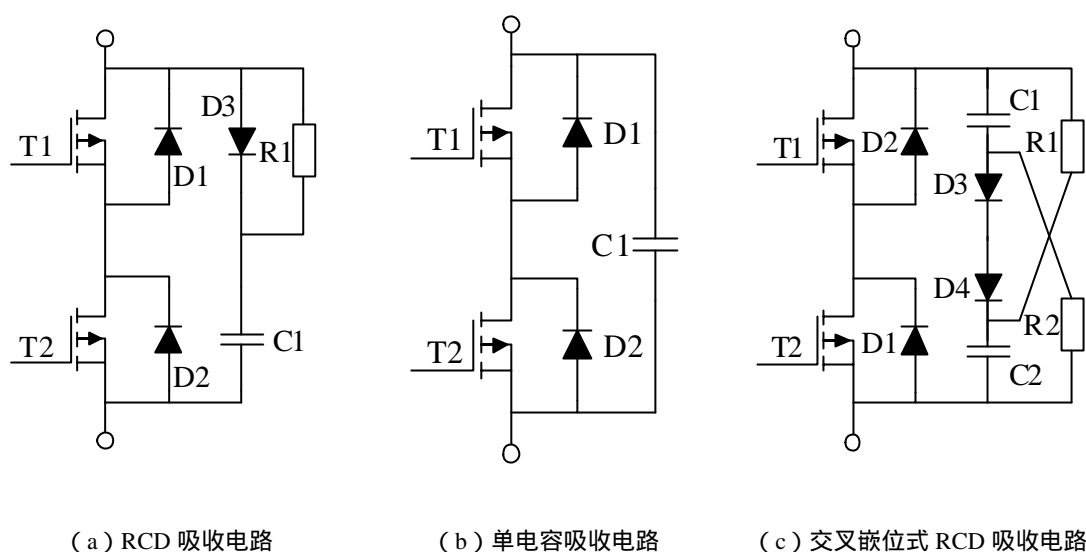 D3
T1
R1
D1
T2
C1
D2
T1
D1
C1
T2
D2
C1
T1
D2
R1
D3
D4
R2
T2
D1
C2
（a）RCD 吸收电路
（b）单电容吸收电路
（c）交叉嵌位式 RCD 吸收电路